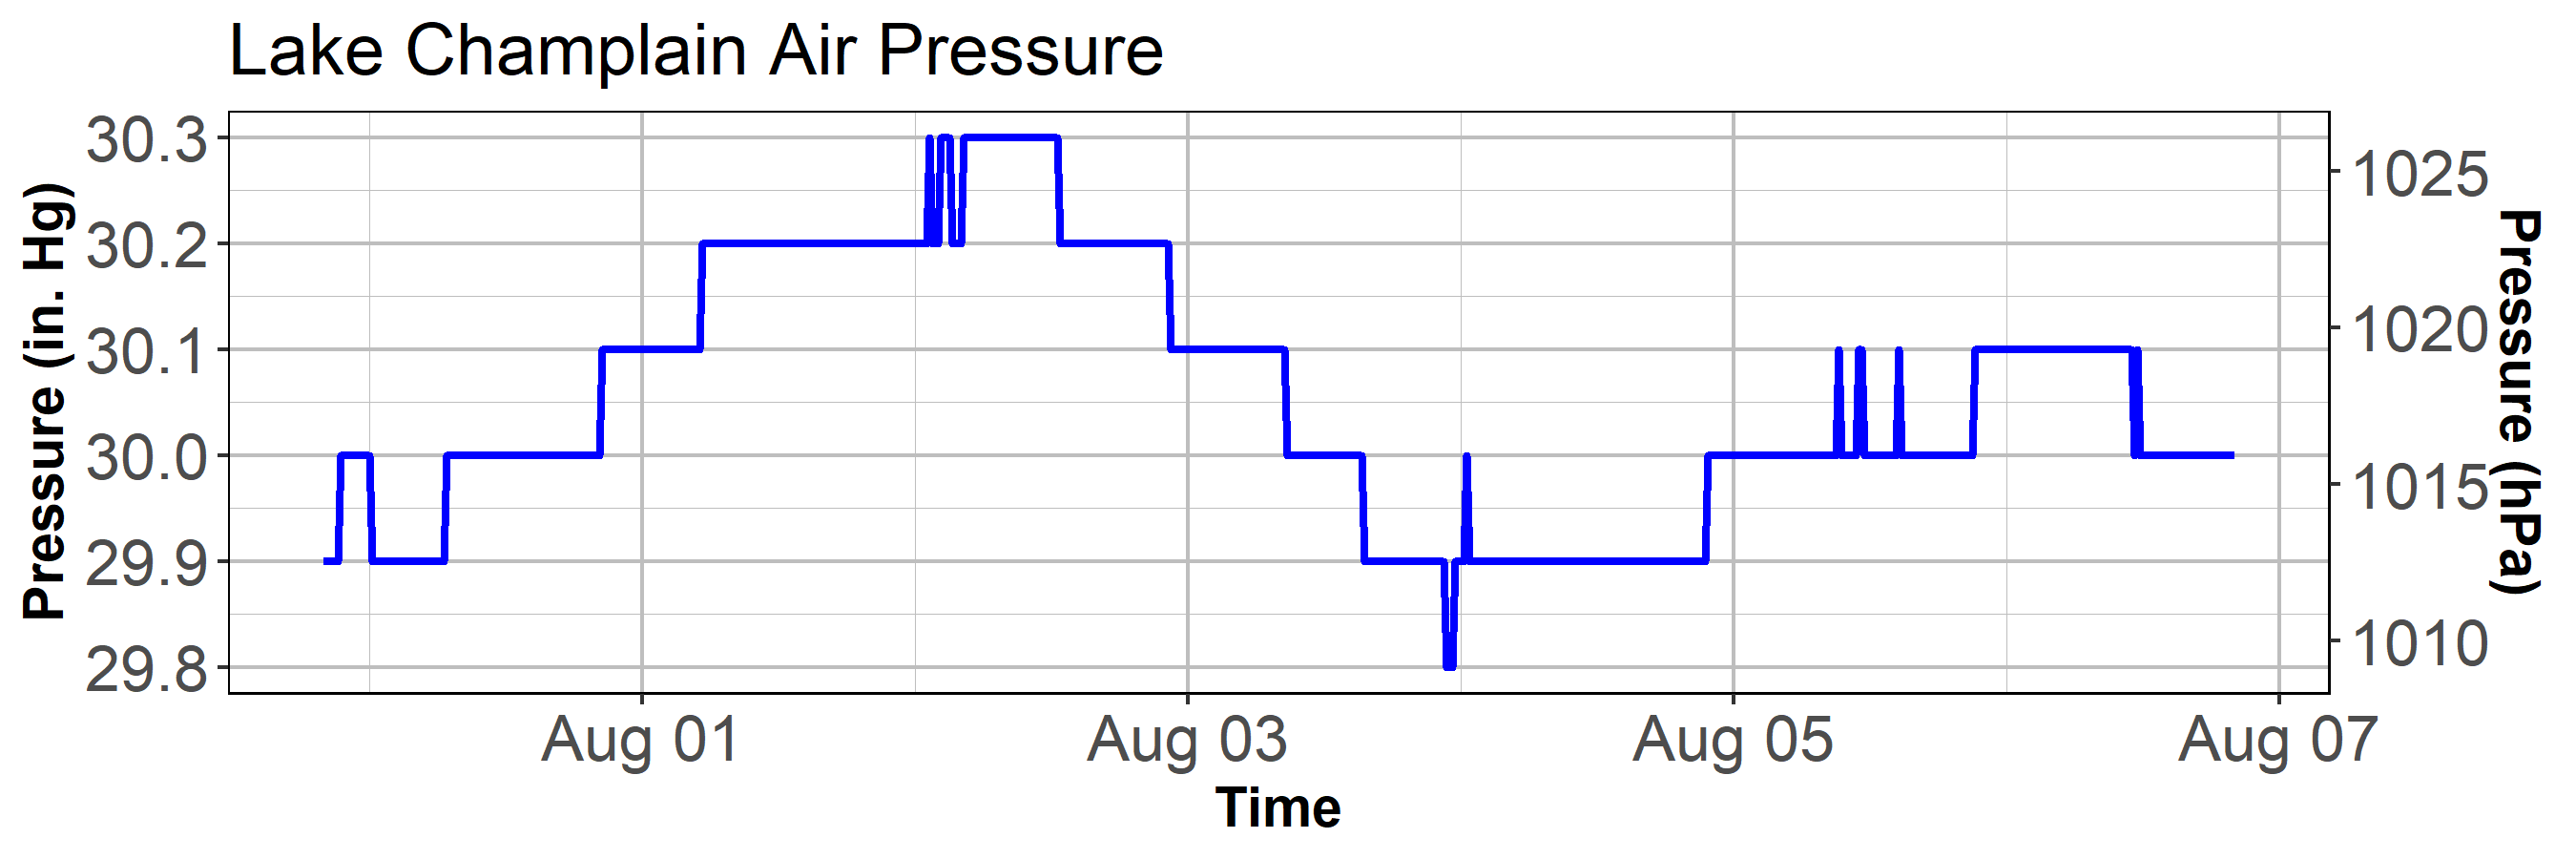 Lake Champlain Air Pressure
Pressure (in. Hg)
30.3
30.2
30.1
30.0
29.9
29.8
1025
1020
1015
1010
Pressure (hPa)
Aug 01
Aug 03
Aug 05
Aug 07
Time